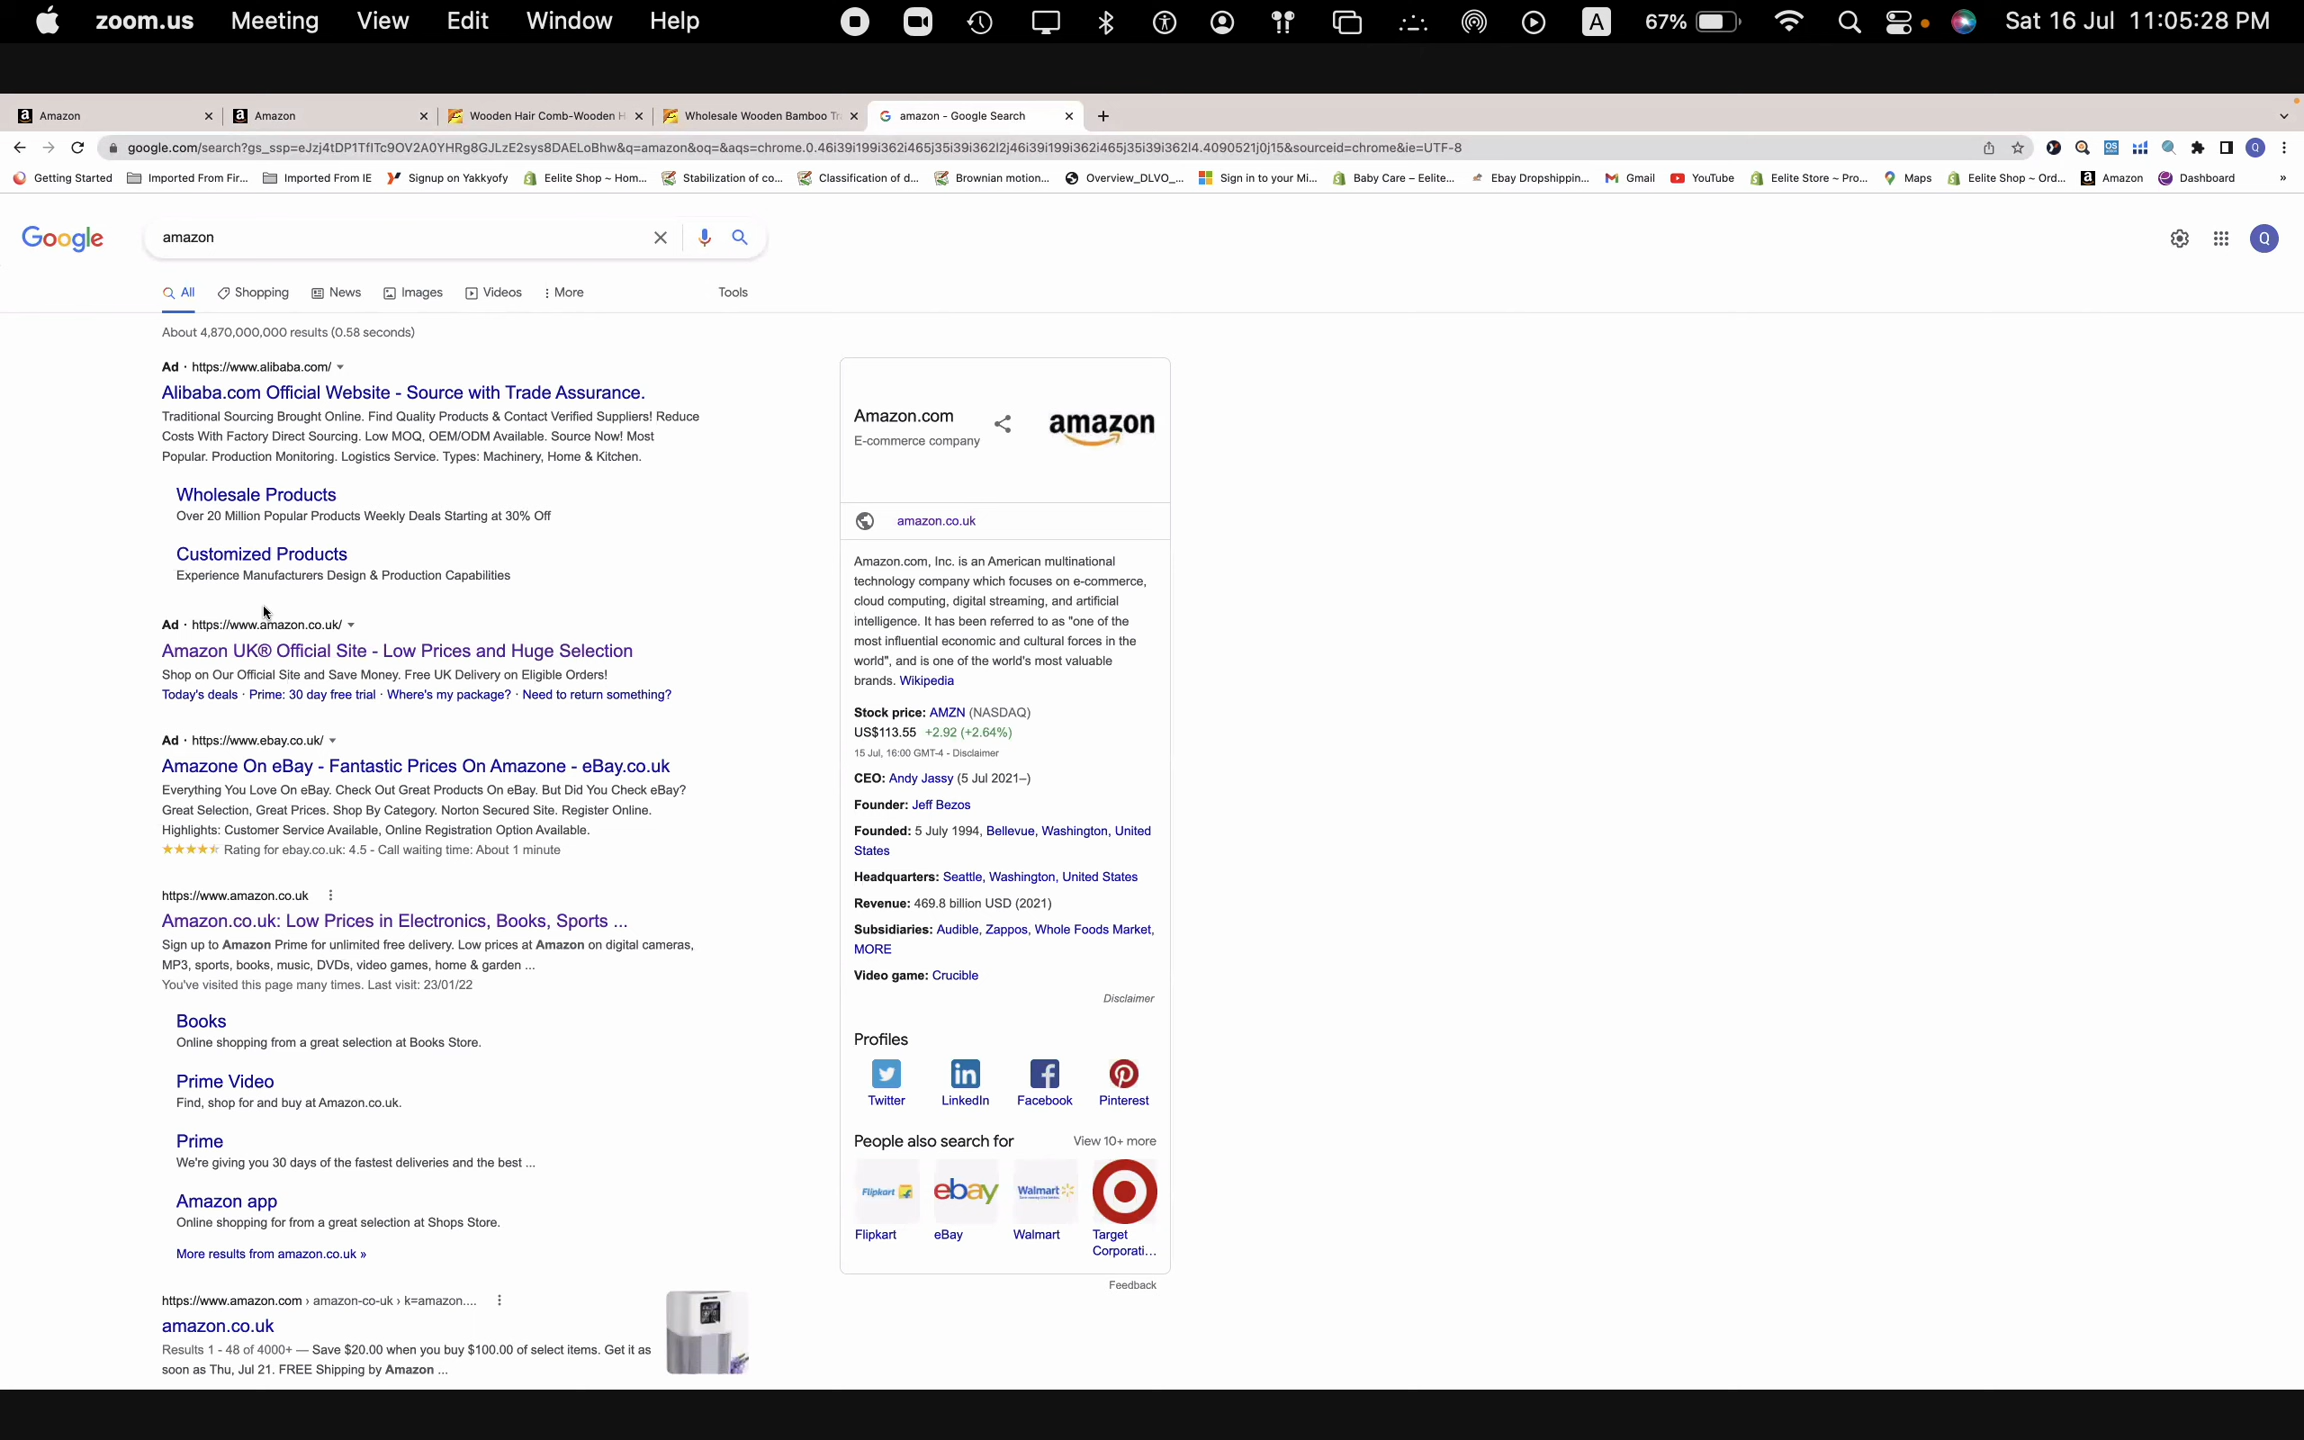 zoom.us Meeting View Edit Window Help A 67% Sat 16 Jul 11:05:28 PM
Amazon Amazon Wooden Hair Comb-Wooden H Wholesale Wooden Bamboo Tr amazon - Google Search
google.com/search?gs_ssp=eJzj4tDP1TfITc9OV2A0YHRg8GJLzE2sys8DAELoBhw&q=amazon&oq=&aqs=chrome.0.46i39i199i362i465j35i39i362l2j46i39i199i362i465j35i39i362l4.4090521j0j15&sourceid=chrome&ie=UTF-8
Getting Started Imported From Fir... Imported From IE Signup on Yakkyofy Eelite Shop ~ Hom... Stabilization of co... Classification of d... Brownian motion... Overview_DLVO_... Sign in to your Mi... Baby Care – Eelite... Ebay Dropshippin... Gmail YouTube Eelite Store ~ Pro... Maps Eelite Shop ~ Ord... Amazon Dashboard »
Google amazon Q
All Shopping News Images Videos More Tools
About 4,870,000,000 results (0.58 seconds)
Ad · https://www.alibaba.com/
Alibaba.com Official Website - Source with Trade Assurance.
Traditional Sourcing Brought Online. Find Quality Products & Contact Verified Suppliers! Reduce
Costs With Factory Direct Sourcing. Low MOQ, OEM/ODM Available. Source Now! Most
Popular. Production Monitoring. Logistics Service. Types: Machinery, Home & Kitchen.
Wholesale Products
Over 20 Million Popular Products Weekly Deals Starting at 30% Off
Customized Products
Experience Manufacturers Design & Production Capabilities
Ad · https://www.amazon.co.uk/
Amazon UK® Official Site - Low Prices and Huge Selection
Shop on Our Official Site and Save Money. Free UK Delivery on Eligible Orders!
Today's deals · Prime: 30 day free trial · Where's my package? · Need to return something?
Ad · https://www.ebay.co.uk/
Amazone On eBay - Fantastic Prices On Amazone - eBay.co.uk
Everything You Love On eBay. Check Out Great Products On eBay. But Did You Check eBay?
Great Selection, Great Prices. Shop By Category. Norton Secured Site. Register Online.
Highlights: Customer Service Available, Online Registration Option Available.
Rating for ebay.co.uk: 4.5 - Call waiting time: About 1 minute
https://www.amazon.co.uk
Amazon.co.uk: Low Prices in Electronics, Books, Sports ...
Sign up to Amazon Prime for unlimited free delivery. Low prices at Amazon on digital cameras,
MP3, sports, books, music, DVDs, video games, home & garden ...
You've visited this page many times. Last visit: 23/01/22
Books
Online shopping from a great selection at Books Store.
Prime Video
Find, shop for and buy at Amazon.co.uk.
Prime
We're giving you 30 days of the fastest deliveries and the best ...
Amazon app
Online shopping for from a great selection at Shops Store.
More results from amazon.co.uk »
https://www.amazon.com › amazon-co-uk › k=amazon....
amazon.co.uk
Results 1 - 48 of 4000+ — Save $20.00 when you buy $100.00 of select items. Get it as
soon as Thu, Jul 21. FREE Shipping by Amazon ...
Amazon.com
E-commerce company
amazon
amazon.co.uk
Amazon.com, Inc. is an American multinational
technology company which focuses on e-commerce,
cloud computing, digital streaming, and artificial
intelligence. It has been referred to as "one of the
most influential economic and cultural forces in the
world", and is one of the world's most valuable
brands. Wikipedia
Stock price: AMZN (NASDAQ)
US$113.55 +2.92 (+2.64%)
15 Jul, 16:00 GMT-4 - Disclaimer
CEO: Andy Jassy (5 Jul 2021–)
Founder: Jeff Bezos
Founded: 5 July 1994, Bellevue, Washington, United
States
Headquarters: Seattle, Washington, United States
Revenue: 469.8 billion USD (2021)
Subsidiaries: Audible, Zappos, Whole Foods Market,
MORE
Video game: Crucible
Disclaimer
Profiles
Twitter LinkedIn Facebook Pinterest
People also search for View 10+ more
Flipkart ebay Walmart
Flipkart eBay Walmart Target
Corporati...
Feedback